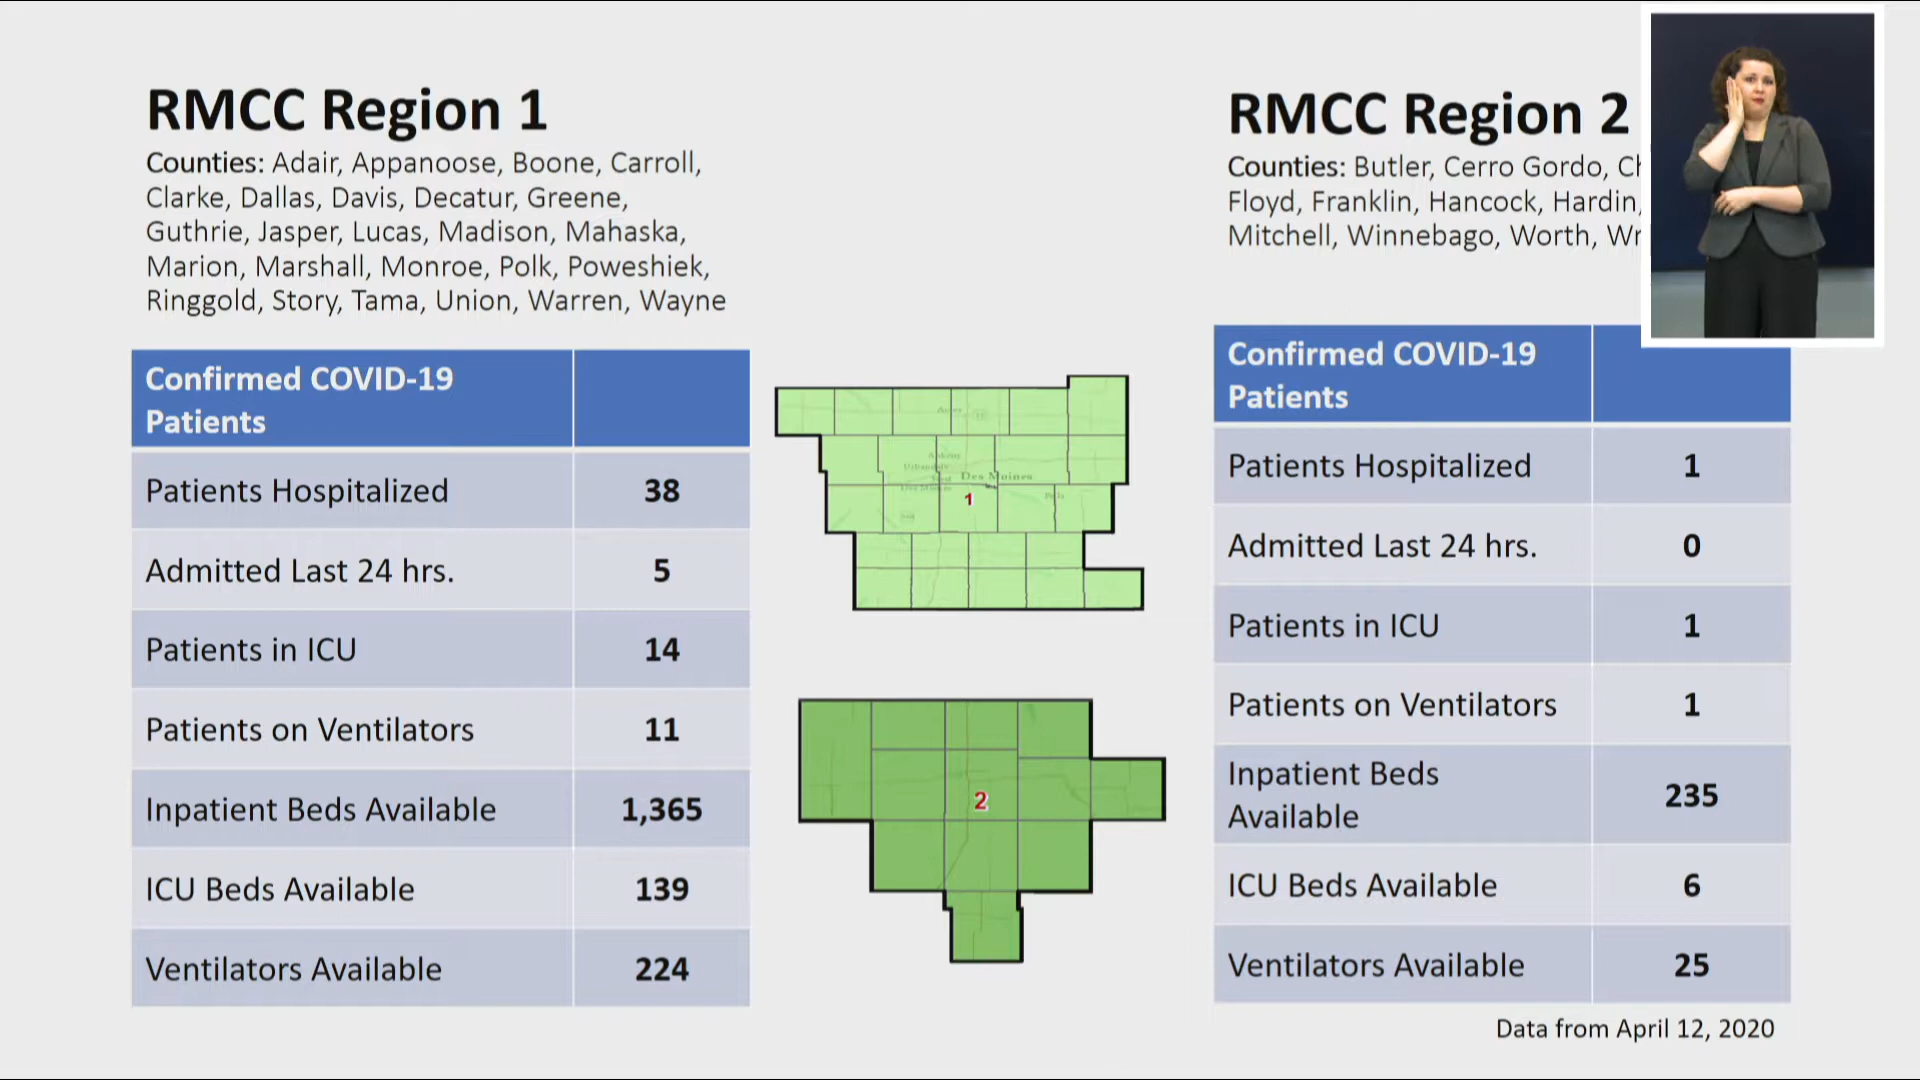 RMCC Region 1
Counties: Adair, Appanoose, Boone, Carroll,
Clarke, Dallas, Davis, Decatur, Greene,
Guthrie, Jasper, Lucas, Madison, Mahaska,
Marion, Marshall, Monroe, Polk, Poweshiek,
Ringgold, Story, Tama, Union, Warren, Wayne
Confirmed COVID-19
Patients
Patients Hospitalized 38
Admitted Last 24 hrs. 5
Patients in ICU 14
Patients on Ventilators 11
Inpatient Beds Available 1,365
ICU Beds Available 139
Ventilators Available 224
Des Moines
1
2
RMCC Region 2
Counties: Butler, Cerro Gordo,
Floyd, Franklin, Hancock, Hardin,
Mitchell, Winnebago, Worth,
Confirmed COVID-19
Patients
Patients Hospitalized 1
Admitted Last 24 hrs. 0
Patients in ICU 1
Patients on Ventilators 1
Inpatient Beds
Available 235
ICU Beds Available 6
Ventilators Available 25
Data from April 12, 2020